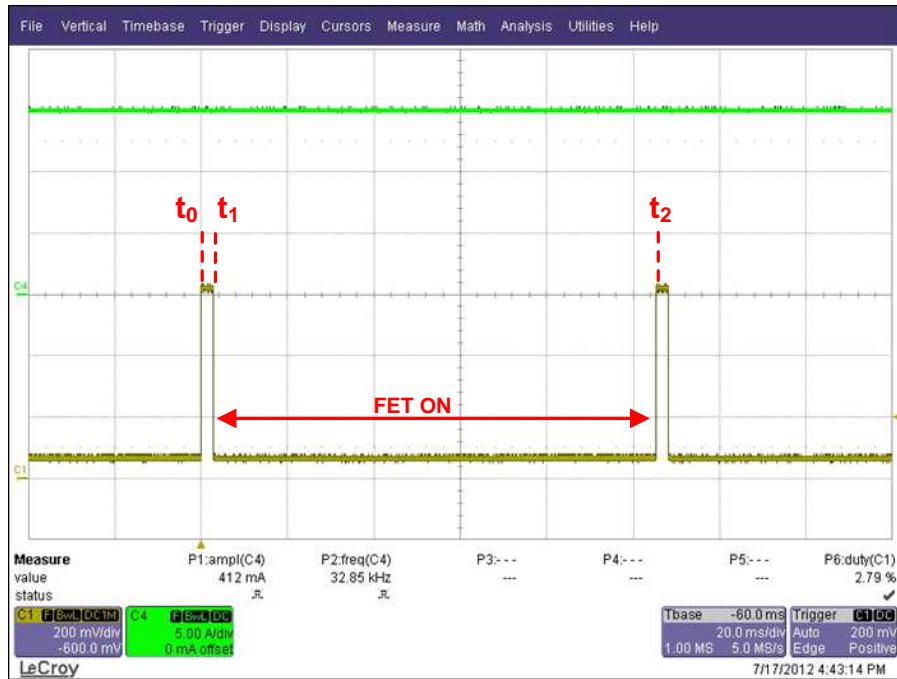 File Vertical Timebase Trigger Display Cursors Measure Math Analysis Utilities Help
t0 t1 t2
C4
FET ON
C1
Measure P1:ampl(C4) P2:freq(C4) P3:- - - P4:- - - P5:- - - P6:duty(C1)
value 412 mA 32.85 kHz --- --- --- 2.79 %
status
C1 F BwL DC1M C4 F BwL DC Tbase -60.0 ms Trigger C1 DC
200 mV/div 5.00 A/div 20.0 ms/div Auto 200 mV
-600.0 mV 0 mA offset 1.00 MS 5.0 MS/s Edge Positive
LeCroy 7/17/2012 4:43:14 PM